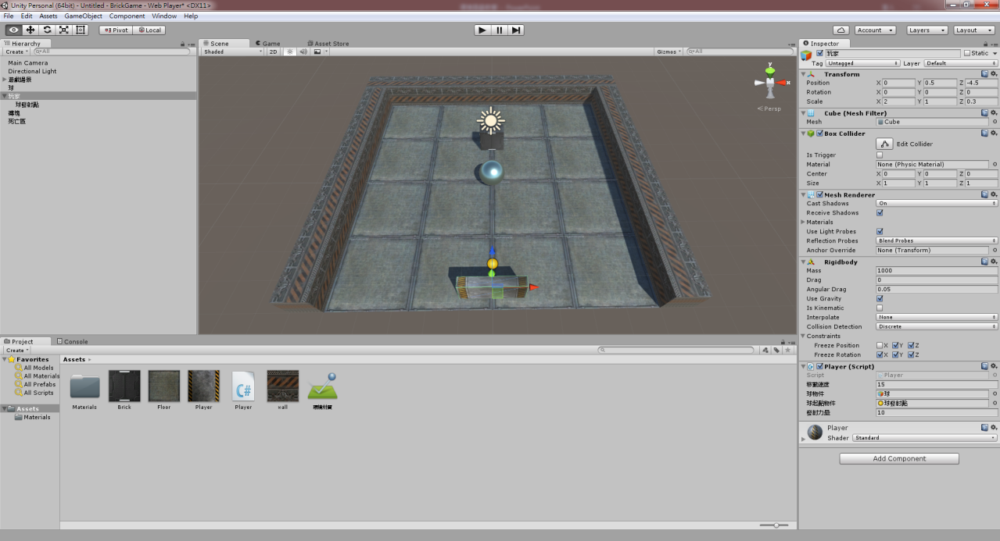 Unity Personal (64bit) - Untitled - BrickGame - Web Player* <DX11>
File Edit Assets GameObject Component Window Help
Pivot Local Account Layers Layout
Hierarchy
Create All
Main Camera
Directional Light
遊戲場景
球
玩家
球發射點
磚塊
死亡區
Scene Game Asset Store
Shaded 2D Gizmos All
y
x
Persp
Project Console
Create
Favorites
All Models
All Materials
All Prefabs
All Scripts
Assets
Materials
Assets
Materials Brick Floor Player Player wall 環境材質
C#
Inspector
玩家 Static
Tag Untagged Layer Default
Transform
Position X 0 Y 0.5 Z -4.5
Rotation X 0 Y 0 Z 0
Scale X 2 Y 1 Z 0.3
Cube (Mesh Filter)
Mesh Cube
Box Collider
Edit Collider
Is Trigger
Material None (Physic Material)
Center X 0 Y 0 Z 0
Size X 1 Y 1 Z 1
Mesh Renderer
Cast Shadows On
Receive Shadows
Materials
Use Light Probes
Reflection Probes Blend Probes
Anchor Override None (Transform)
Rigidbody
Mass 1000
Drag 0
Angular Drag 0.05
Use Gravity
Is Kinematic
Interpolate None
Collision Detection Discrete
Constraints
Freeze Position X Y Z
Freeze Rotation X Y Z
Player (Script)
Script Player
移動速度 15
球物件 球
球起點物件 球發射點
發射力量 10
Player
Shader Standard
Add Component